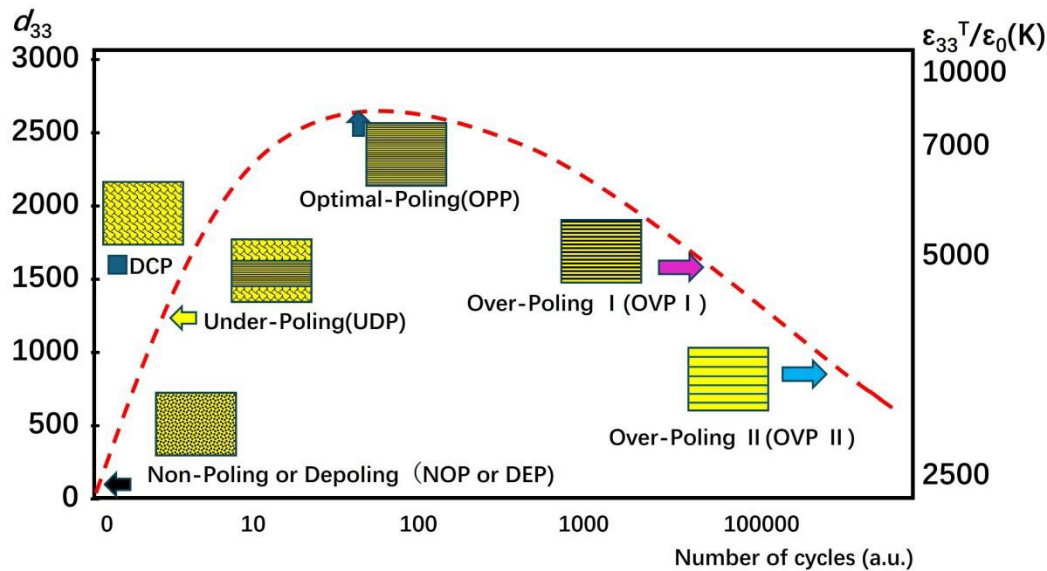 d₃₃
3000
2500
2000
1500
1000
500
0
ε₃₃ᵀ/ε₀(K)
10000
7000
5000
2500
Optimal-Poling(OPP)
DCP
Under-Poling(UDP)
Over-Poling Ⅰ(OVPⅠ)
Over-Poling Ⅱ(OVP Ⅱ)
Non-Poling or Depoling（NOP or DEP)
0 10 100 1000 100000
Number of cycles (a.u.)